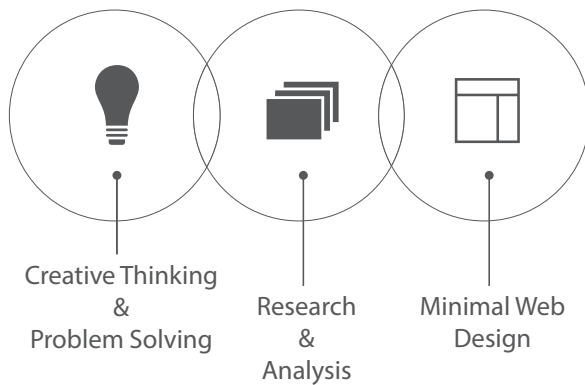 Creative Thinking
&
Problem Solving
Research
&
Analysis
Minimal Web
Design